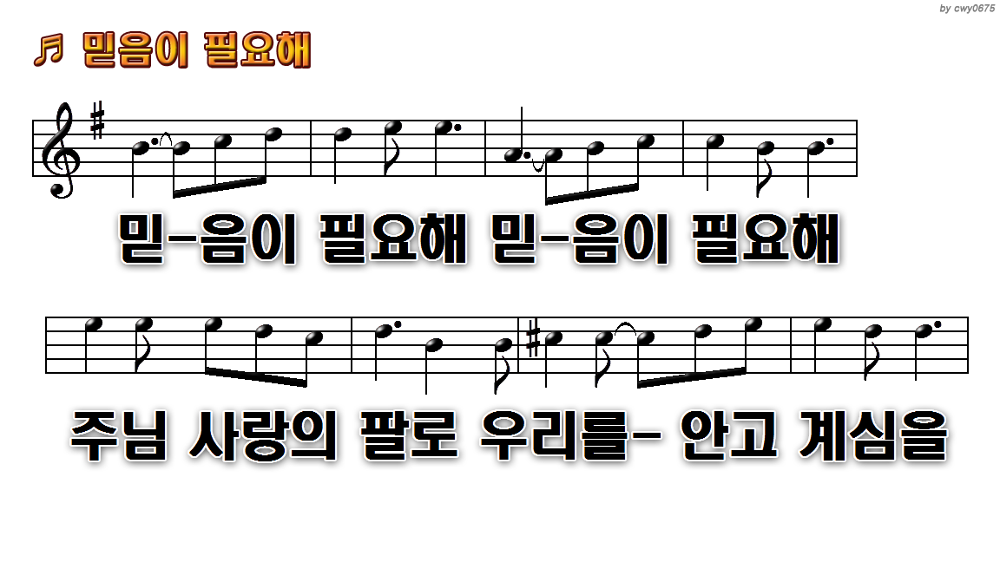 by cwy0675
♬ 믿음이 필요해
믿-음이 필요해 믿-음이 필요해
주님 사랑의 팔로 우리를- 안고 계심을